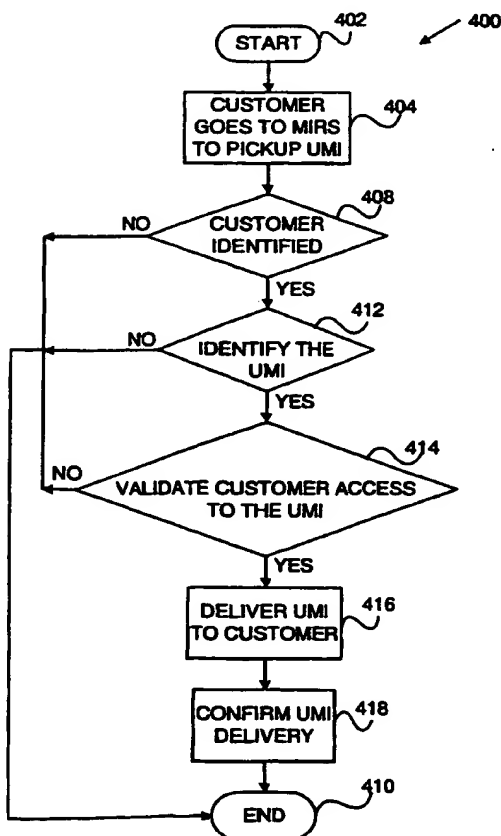 START
402
400
CUSTOMER
GOES TO MIRS
TO PICKUP UMI
404
CUSTOMER
IDENTIFIED
408
NO
YES
IDENTIFY THE
UMI
412
NO
YES
VALIDATE CUSTOMER ACCESS
TO THE UMI
414
NO
YES
DELIVER UMI
TO CUSTOMER
416
CONFIRM UMI
DELIVERY
418
END
410